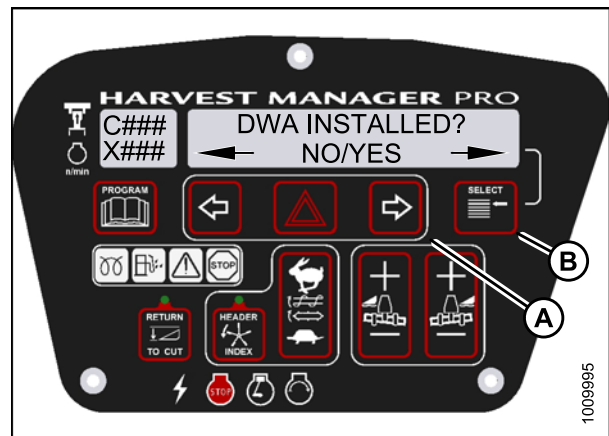 HARVEST MANAGER PRO
C###
X###
DWA INSTALLED?
NO/YES
n/min
PROGRAM
SELECT
B
A
STOP
RETURN
TO CUT
HEADER
INDEX
STOP
1009995